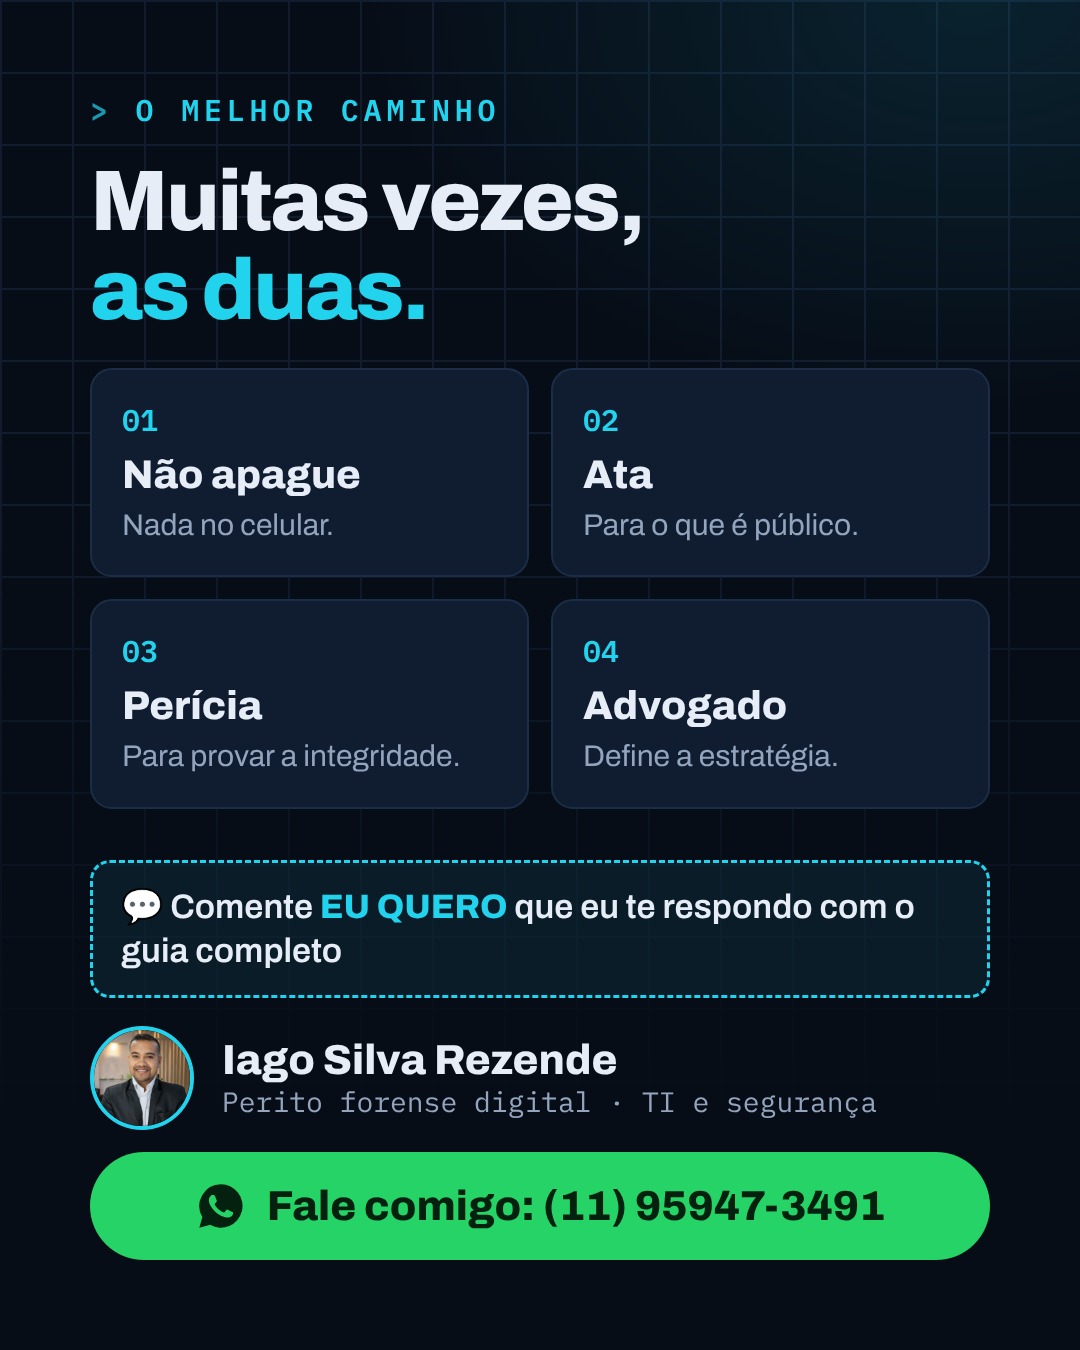 > O MELHOR CAMINHO
Muitas vezes,
as duas.
01
Não apague
Nada no celular.
02
Ata
Para o que é público.
03
Perícia
Para provar a integridade.
04
Advogado
Define a estratégia.
💬 Comente EU QUERO que eu te respondo com o
guia completo
Iago Silva Rezende
Perito forense digital · TI e segurança
Fale comigo: (11) 95947-3491